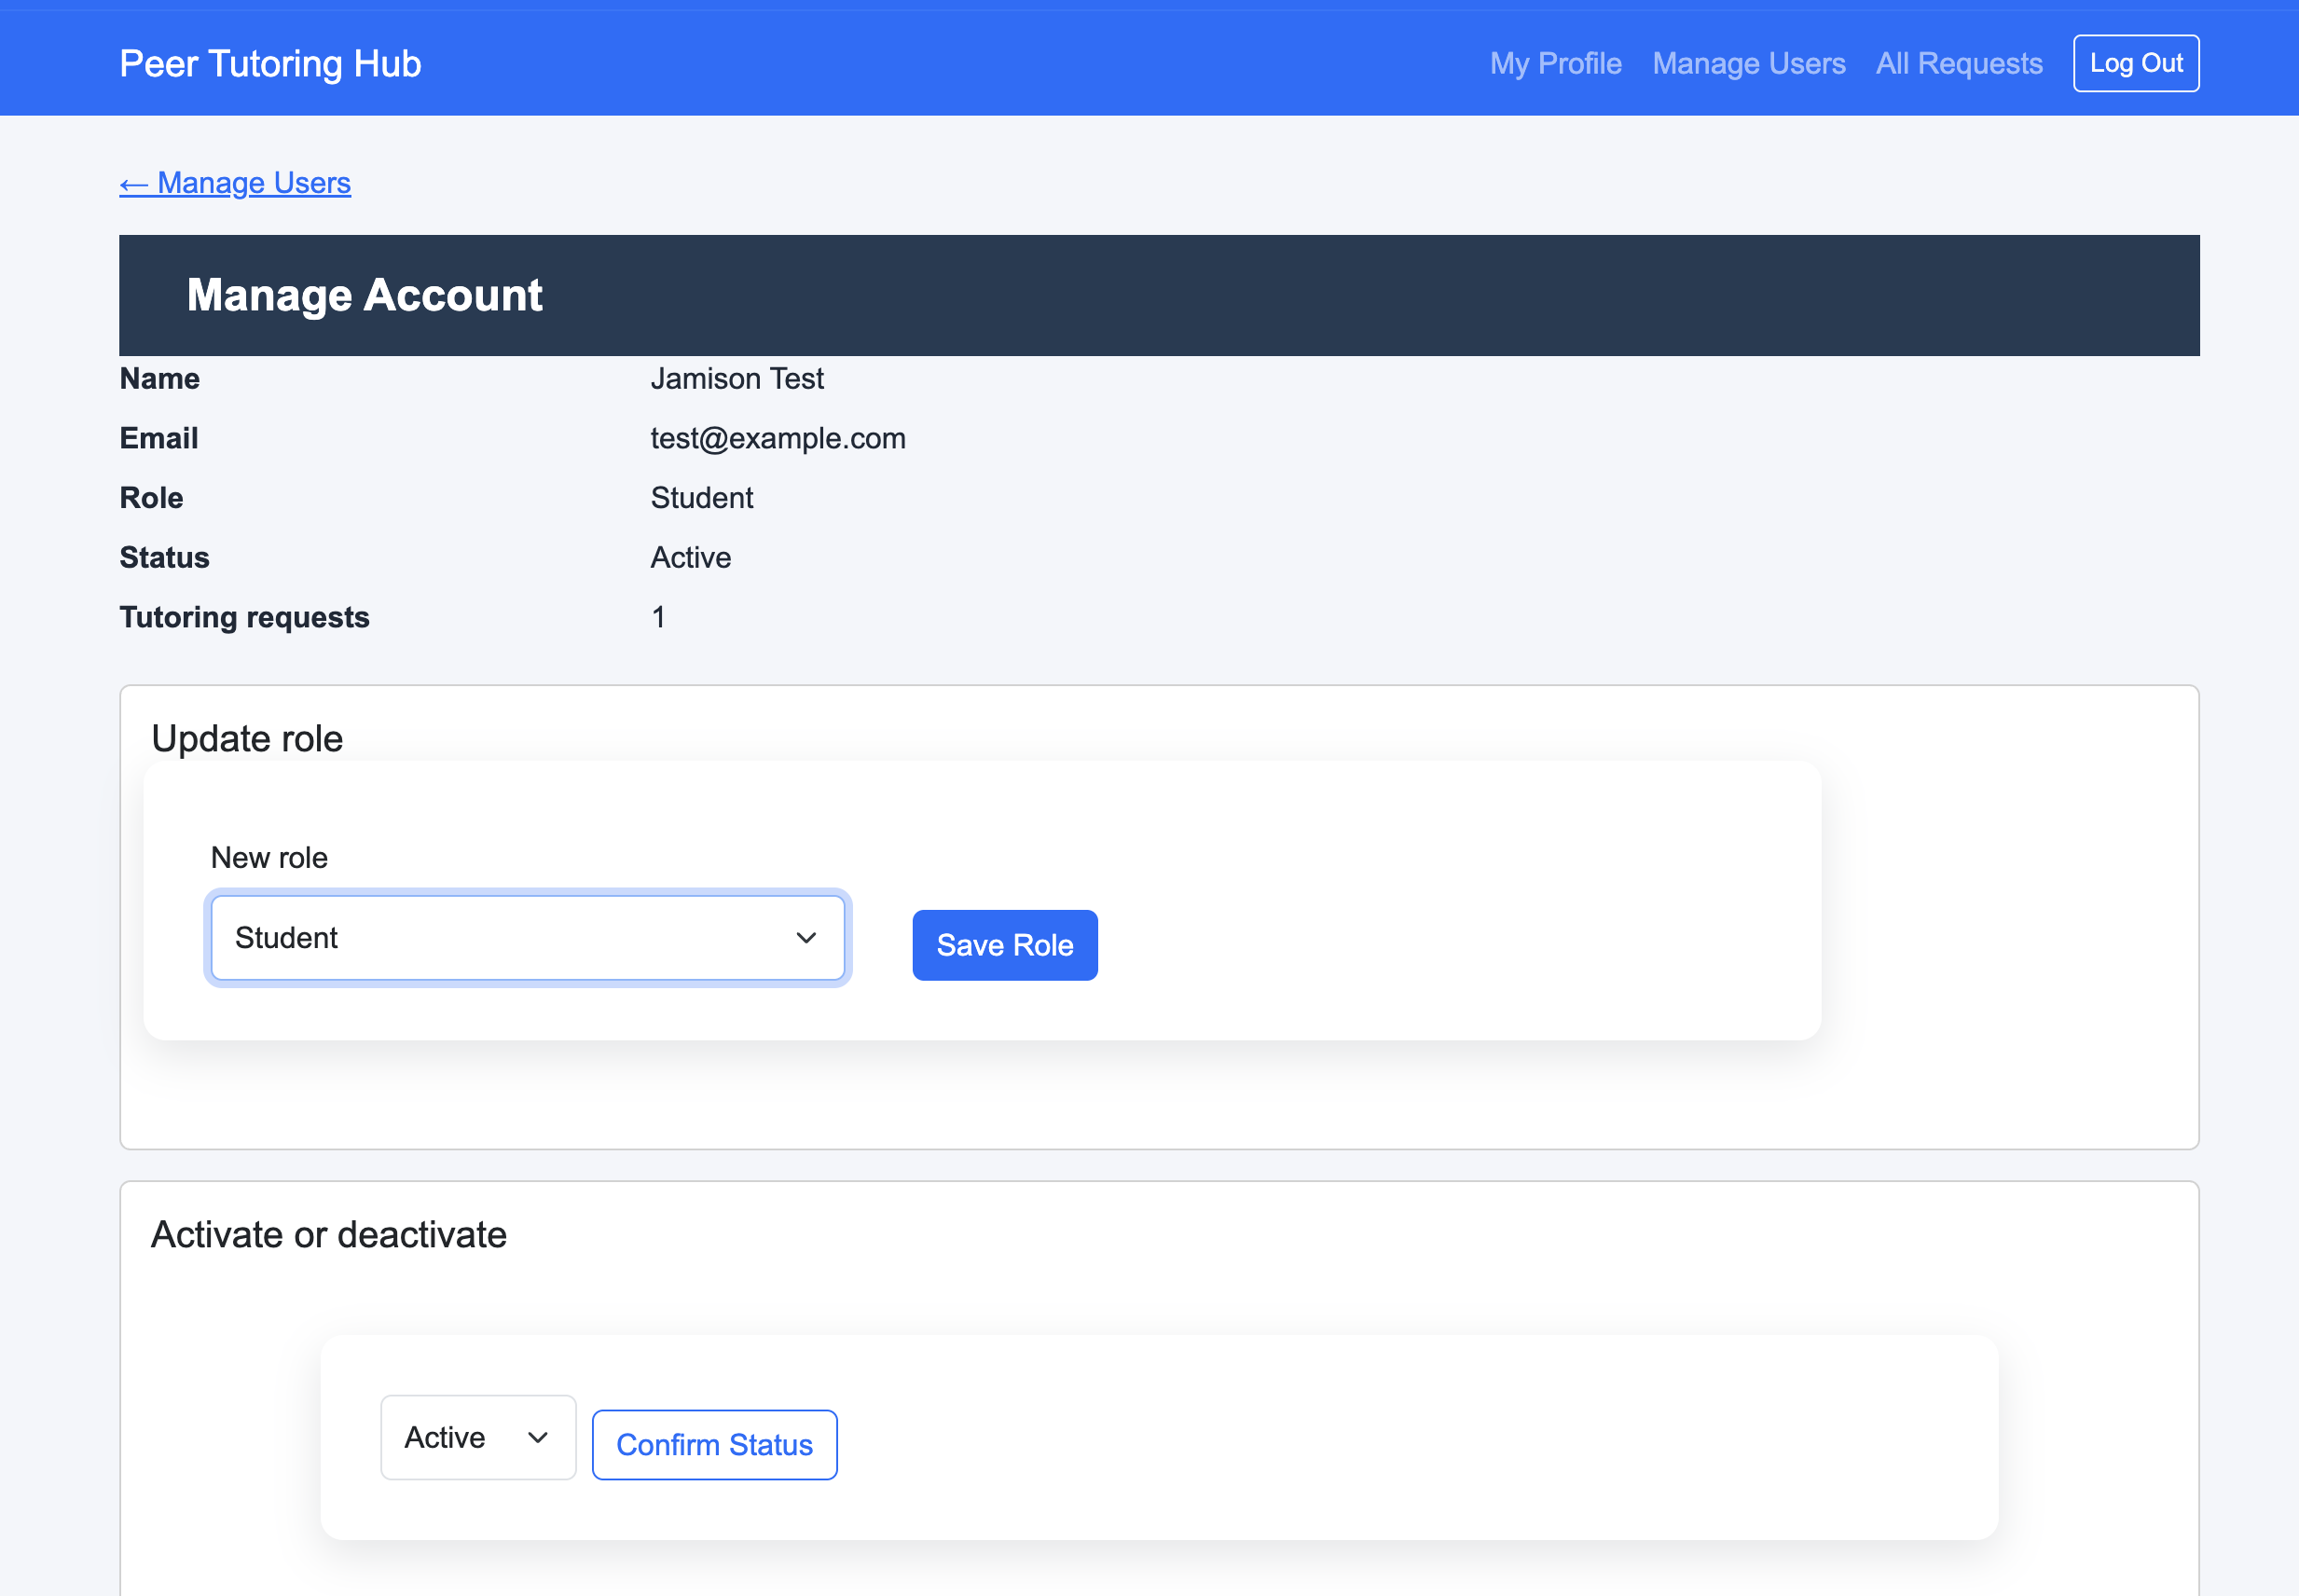 Peer Tutoring Hub My Profile Manage Users All Requests Log Out
← Manage Users
Manage Account
Name Jamison Test
Email test@example.com
Role Student
Status Active
Tutoring requests 1
Update role
New role
Student Save Role
Activate or deactivate
Active Confirm Status